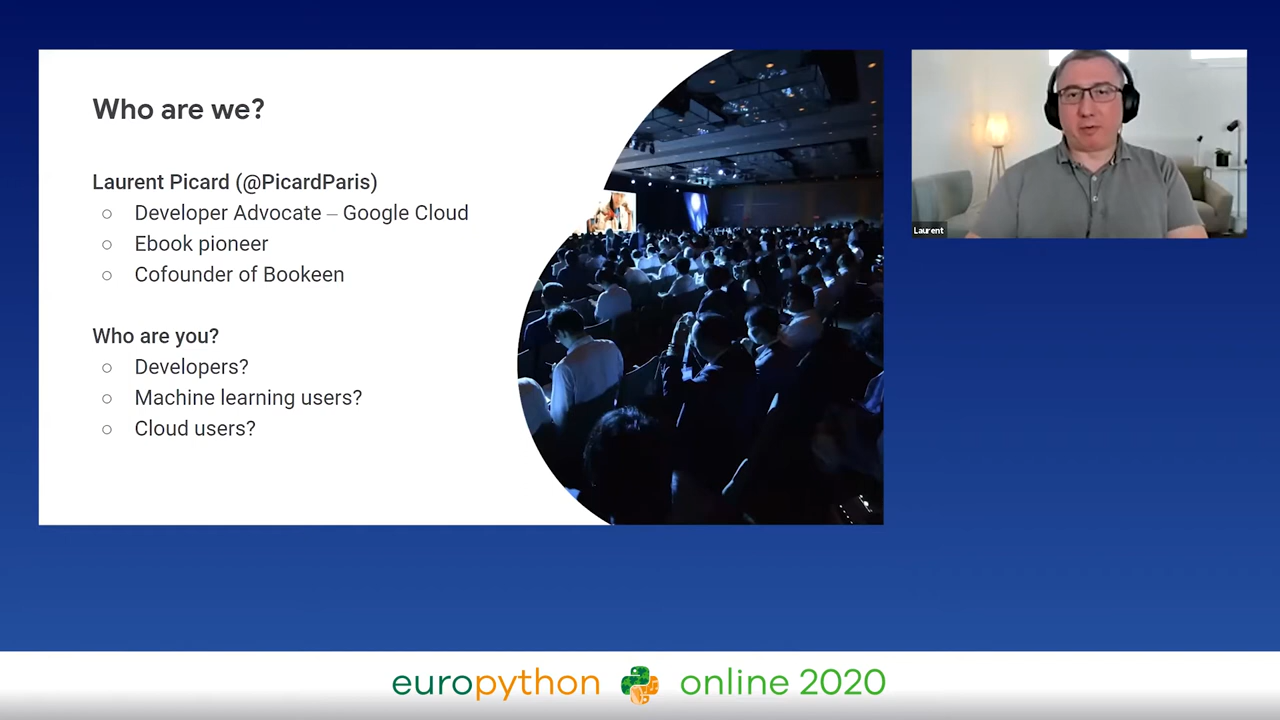 Who are we?
Laurent Picard (@PicardParis)
○ Developer Advocate – Google Cloud
○ Ebook pioneer
○ Cofounder of Bookeen
Who are you?
○ Developers?
○ Machine learning users?
○ Cloud users?
Laurent
europython online 2020